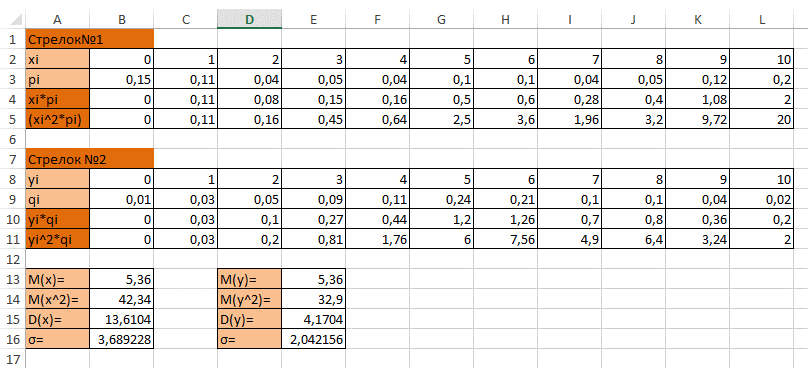 A B C D E F G H I J K L
1 Стрелок№1
2 xi 0 1 2 3 4 5 6 7 8 9 10
3 pi 0,15 0,11 0,04 0,05 0,04 0,1 0,1 0,04 0,05 0,12 0,2
4 xi*pi 0 0,11 0,08 0,15 0,16 0,5 0,6 0,28 0,4 1,08 2
5 (xi^2*pi) 0 0,11 0,16 0,45 0,64 2,5 3,6 1,96 3,2 9,72 20
6
7 Стрелок №2
8 yi 0 1 2 3 4 5 6 7 8 9 10
9 qi 0,01 0,03 0,05 0,09 0,11 0,24 0,21 0,1 0,1 0,04 0,02
10 yi*qi 0 0,03 0,1 0,27 0,44 1,2 1,26 0,7 0,8 0,36 0,2
11 yi^2*qi 0 0,03 0,2 0,81 1,76 6 7,56 4,9 6,4 3,24 2
12
13 M(x)= 5,36 M(y)= 5,36
14 M(x^2)= 42,34 M(y^2)= 32,9
15 D(x)= 13,6104 D(y)= 4,1704
16 σ= 3,689228 σ= 2,042156
17